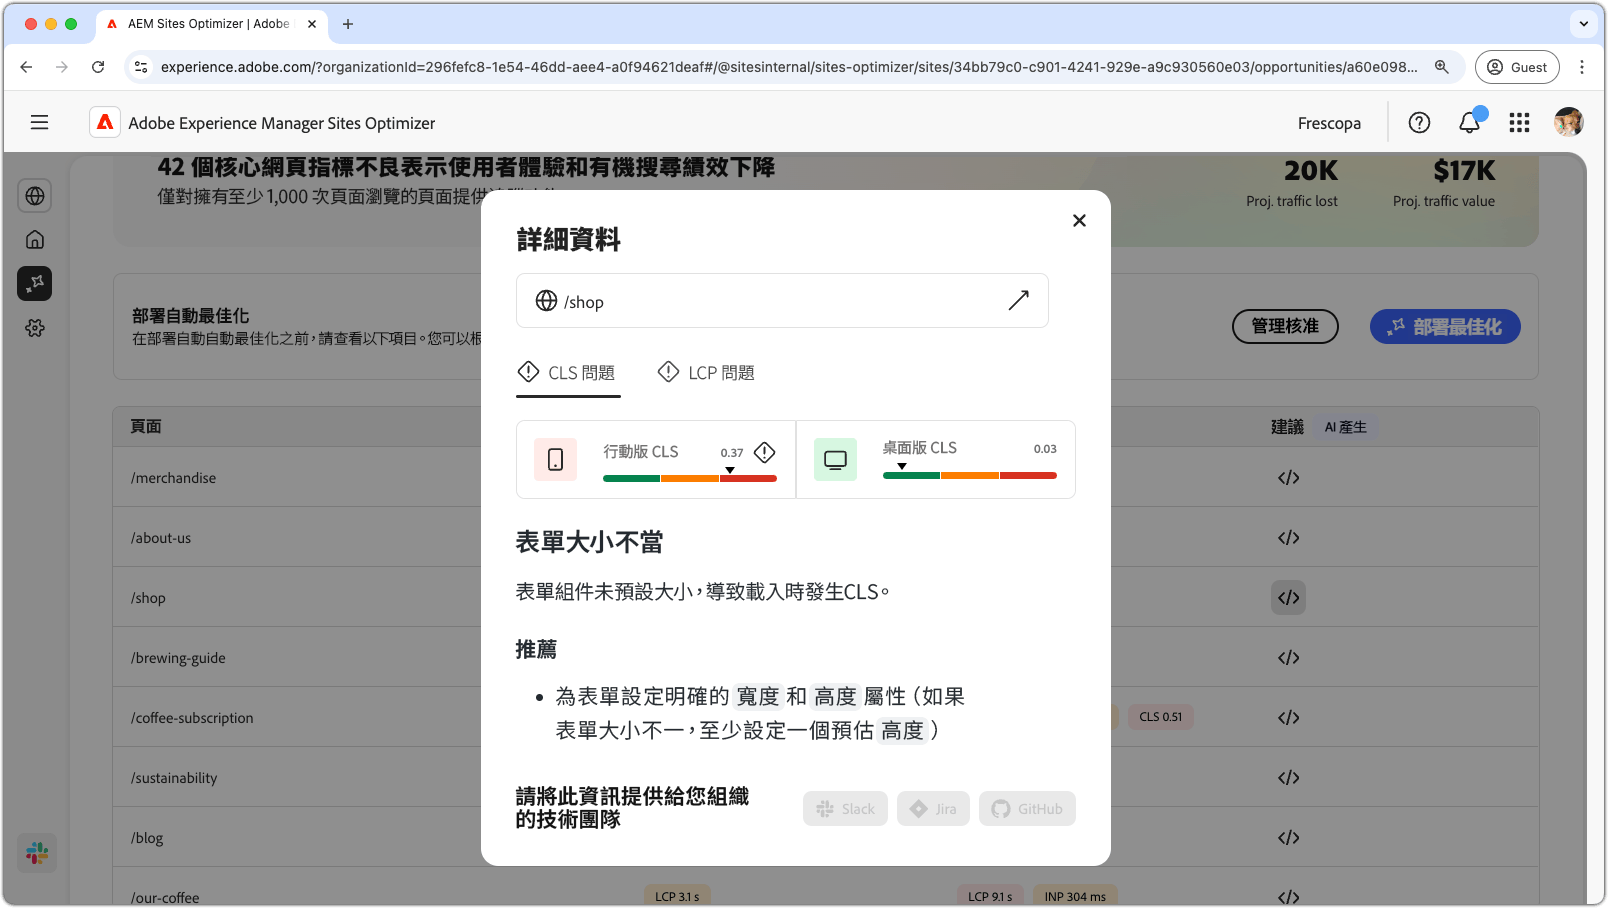 AEM Sites Optimizer | Adobe
experience.adobe.com/?organizationId=296fefc8-1e54-46dd-aee4-a0f94621deaf#/@sitesinternal/sites-optimizer/sites/34bb79c0-c901-4241-929e-a9c930560e03/opportunities/a60e098...
Guest
Adobe Experience Manager Sites Optimizer
Frescopa
42 個核心網頁指標不良表示使用者體驗和有機搜尋績效下降
僅對擁有至少 1,000 次頁面瀏覽的頁面提供
20K
Proj. traffic lost
$17K
Proj. traffic value
部署自動最佳化
在部署自動自動最佳化之前，請查看以下項目。您可以根
管理核准
部署最佳化
頁面
建議
AI 產生
/merchandise
/about-us
/shop
/brewing-guide
/coffee-subscription
CLS 0.51
/sustainability
/blog
/our-coffee
LCP 3.1 s
LCP 9.1 s
INP 304 ms
詳細資料
/shop
CLS 問題
LCP 問題
行動版 CLS
0.37
桌面版 CLS
0.03
表單大小不當
表單組件未預設大小，導致載入時發生CLS。
推薦
• 為表單設定明確的 寬度 和 高度 屬性（如果
表單大小不一，至少設定一個預估 高度 ）
請將此資訊提供給您組織
的技術團隊
Slack
Jira
GitHub